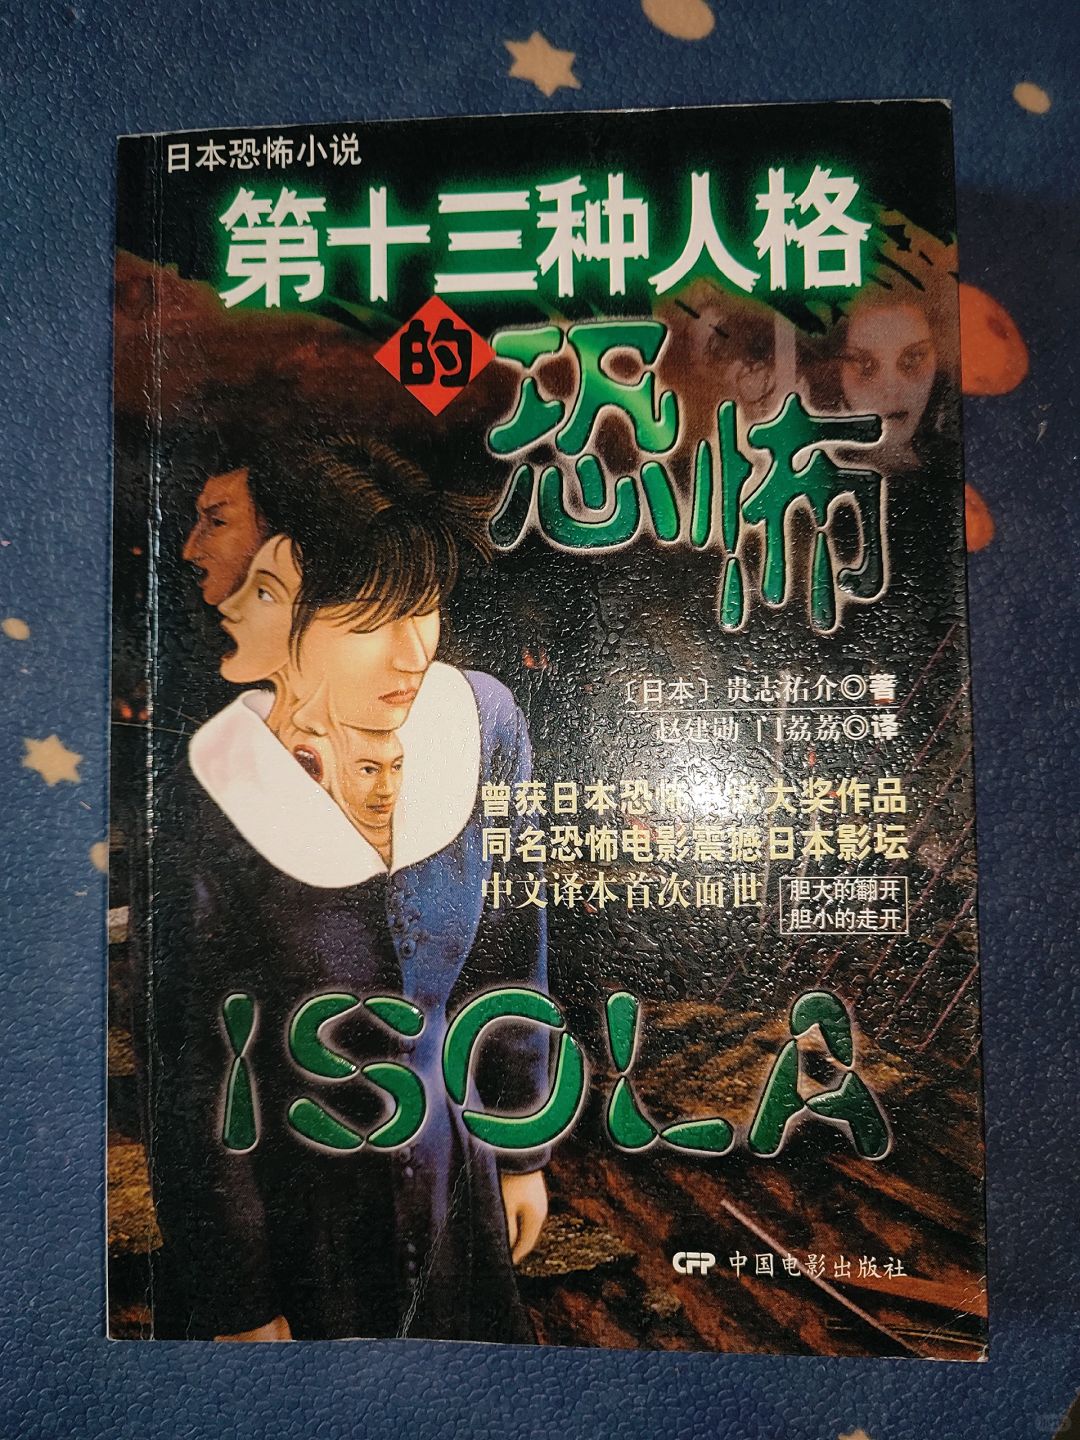 日本恐怖小说
第十三种人格
的
恐怖
〔日本〕贵志祐介◎著
赵建勋 门荔荔◎译
曾获日本恐怖小说大奖作品
同名恐怖电影震撼日本影坛
中文译本首次面世
胆大的翻开
胆小的走开
ISOLA
CFP 中国电影出版社